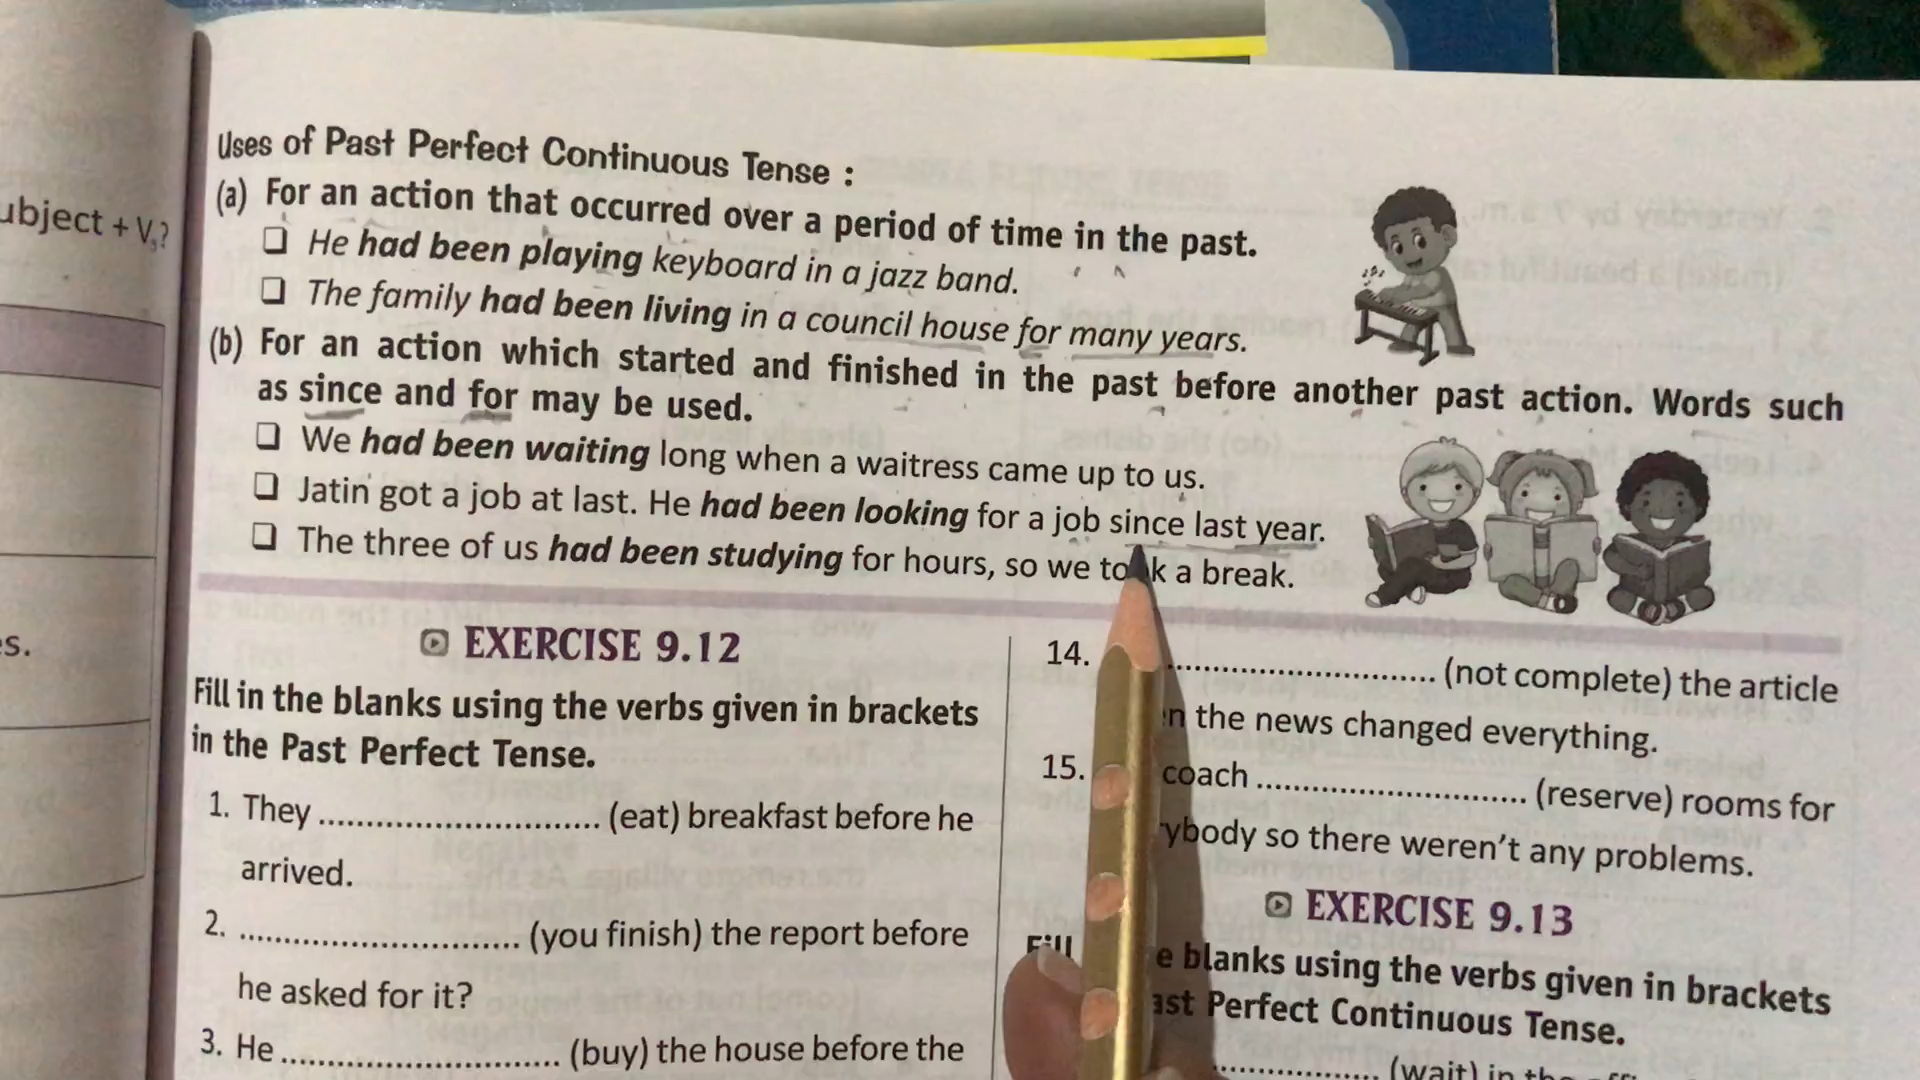 ubject + V₃?
s.
Uses of Past Perfect Continuous Tense :
(a) For an action that occurred over a period of time in the past.
❑ He had been playing keyboard in a jazz band.
❑ The family had been living in a council house for many years.
(b) For an action which started and finished in the past before another past action. Words such
as since and for may be used.
❑ We had been waiting long when a waitress came up to us.
❑ Jatin got a job at last. He had been looking for a job since last year.
❑ The three of us had been studying for hours, so we took a break.
EXERCISE 9.12
Fill in the blanks using the verbs given in brackets
in the Past Perfect Tense.
1. They ............................ (eat) breakfast before he
arrived.
2. ............................ (you finish) the report before
he asked for it?
3. He ............................ (buy) the house before the
14. ............................ (not complete) the article
n the news changed everything.
15. coach ............................ (reserve) rooms for
ybody so there weren't any problems.
EXERCISE 9.13
Fill e blanks using the verbs given in brackets
ast Perfect Continuous Tense.
.................... (wait) in